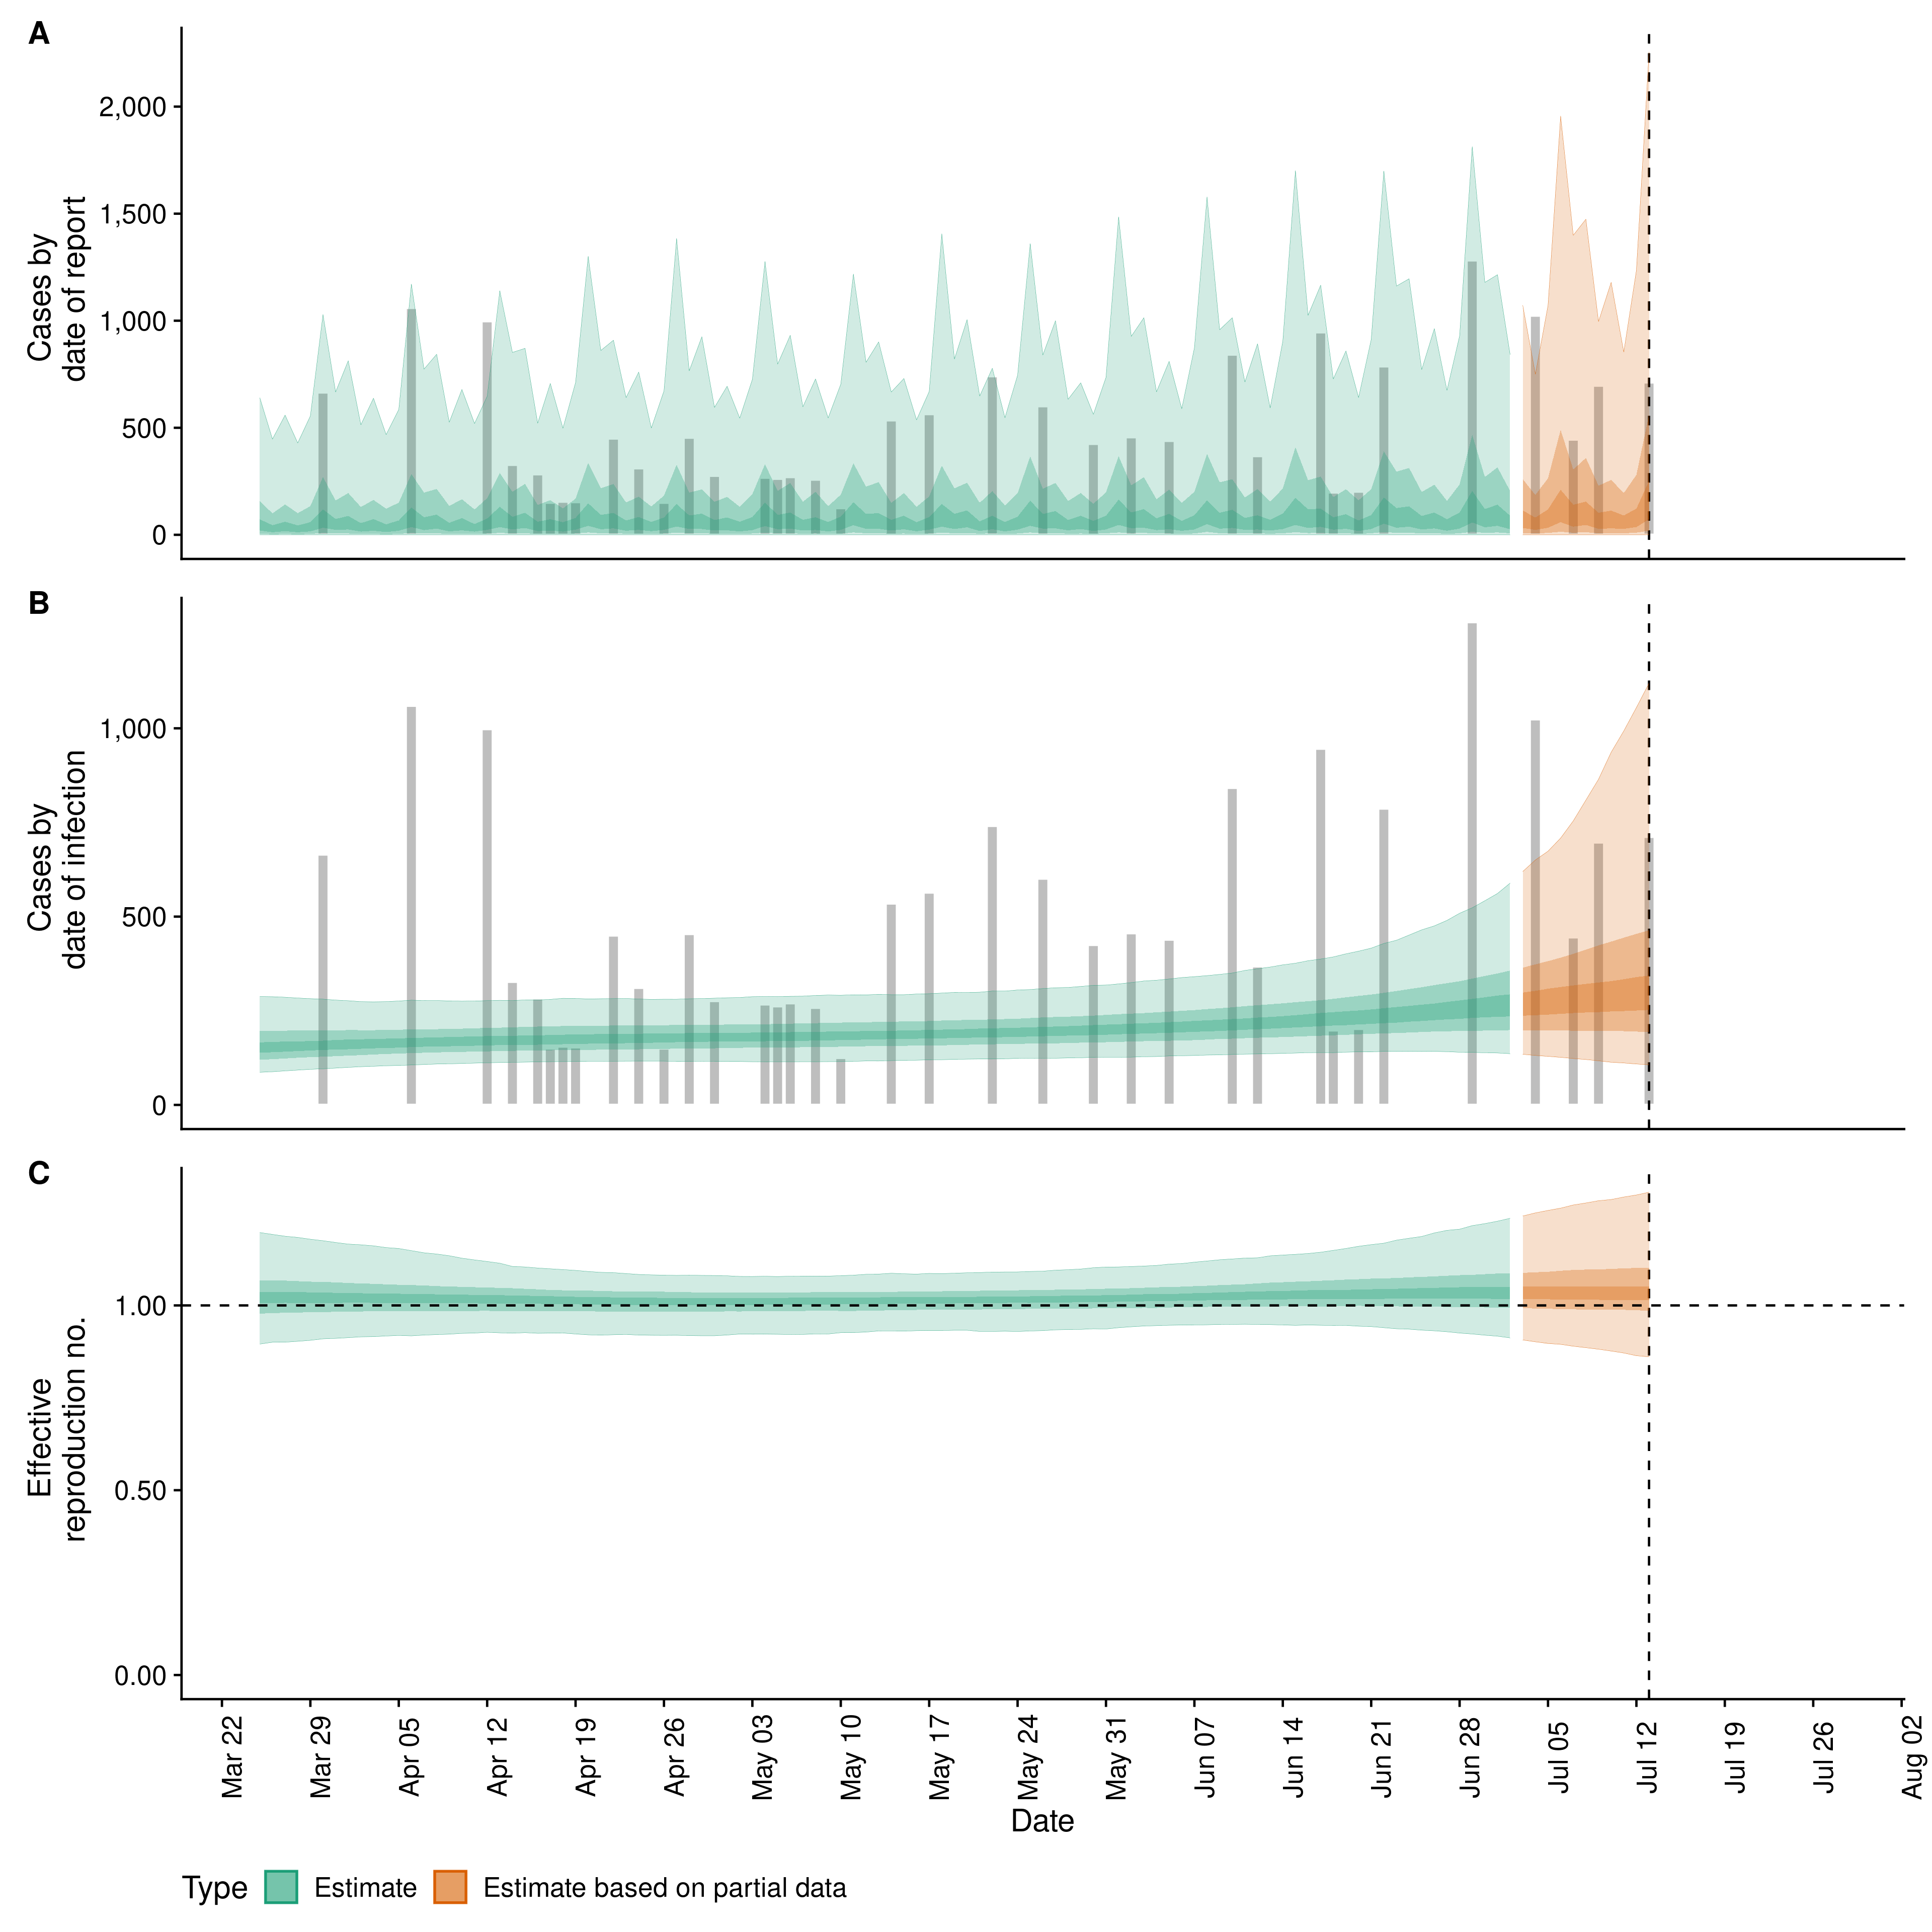 A
2,000
1,500
1,000
500
0
Cases by
date of report
B
1,000
500
0
Cases by
date of infection
C
1.00
0.50
0.00
Effective
reproduction no.
Mar 22
Mar 29
Apr 05
Apr 12
Apr 19
Apr 26
May 03
May 10
May 17
May 24
May 31
Jun 07
Jun 14
Jun 21
Jun 28
Jul 05
Jul 12
Jul 19
Jul 26
Aug 02
Date
Type Estimate Estimate based on partial data